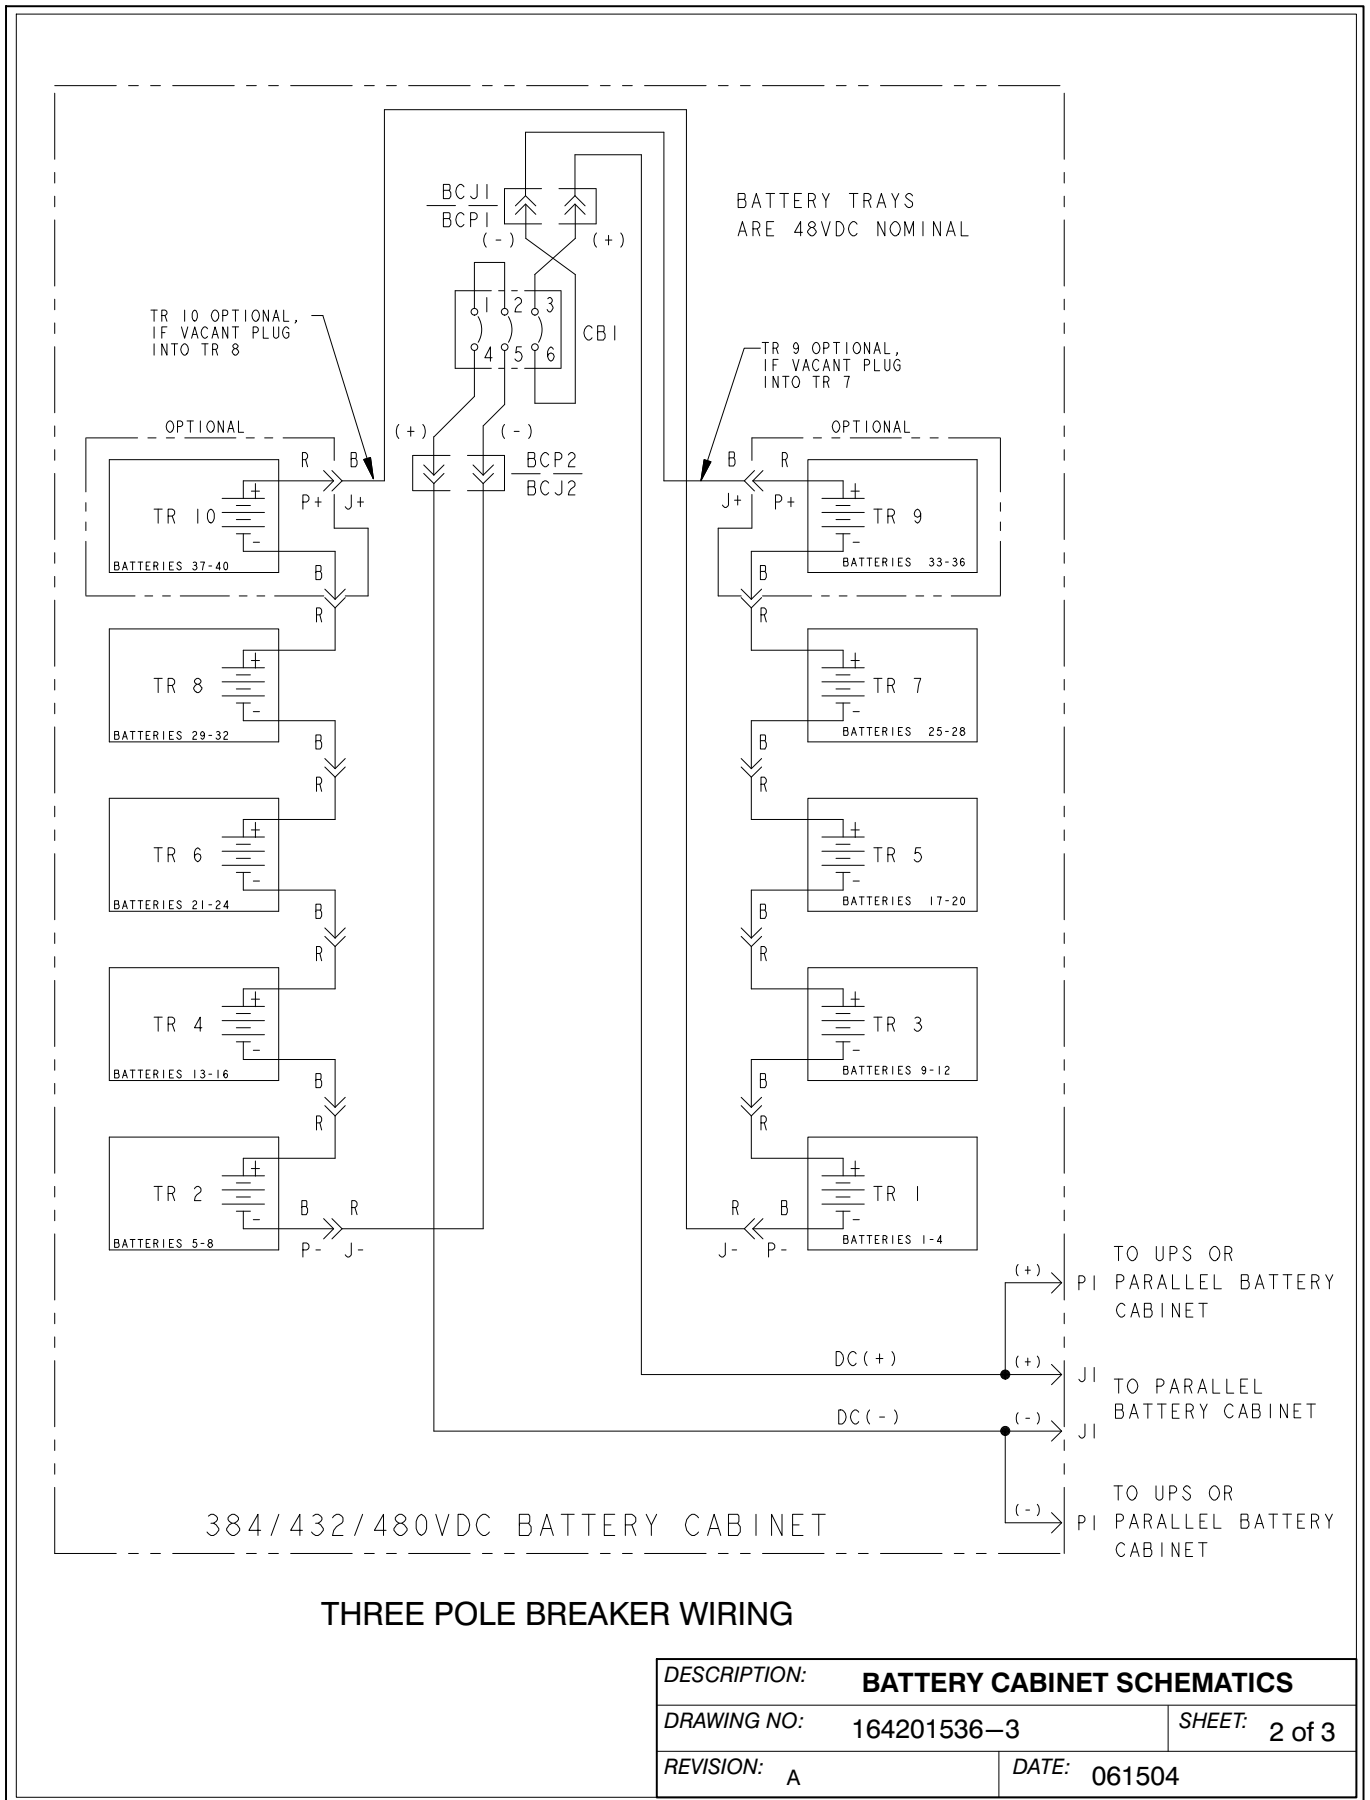 BCJ1
BCP1
(-)
(+)
BATTERY TRAYS
ARE 48VDC NOMINAL
TR 10 OPTIONAL,
IF VACANT PLUG
INTO TR 8
1 2 3
CB1
4 5 6
TR 9 OPTIONAL,
IF VACANT PLUG
INTO TR 7
OPTIONAL
(+)
(-)
OPTIONAL
BCP2
BCJ2
R B
P+ J+
+
TR 10
-
BATTERIES 37-40
B
R
B R
J+ P+
+
TR 9
-
BATTERIES 33-36
B
R
+
TR 8
-
BATTERIES 29-32
B
R
+
TR 7
-
BATTERIES 25-28
B
R
+
TR 6
-
BATTERIES 21-24
B
R
+
TR 5
-
BATTERIES 17-20
B
R
+
TR 4
-
BATTERIES 13-16
B
R
+
TR 3
-
BATTERIES 9-12
B
R
+
TR 2
-
BATTERIES 5-8
B R
P- J-
R B
J- P-
+
TR 1
-
BATTERIES 1-4
(+)
P1
TO UPS OR
PARALLEL BATTERY
CABINET
DC(+)
(+)
J1
TO PARALLEL
BATTERY CABINET
DC(-)
(-)
J1
(-)
P1
TO UPS OR
PARALLEL BATTERY
CABINET
384/432/480VDC BATTERY CABINET
THREE POLE BREAKER WIRING
DESCRIPTION: BATTERY CABINET SCHEMATICS
DRAWING NO: 164201536–3 SHEET: 2 of 3
REVISION: A DATE: 061504